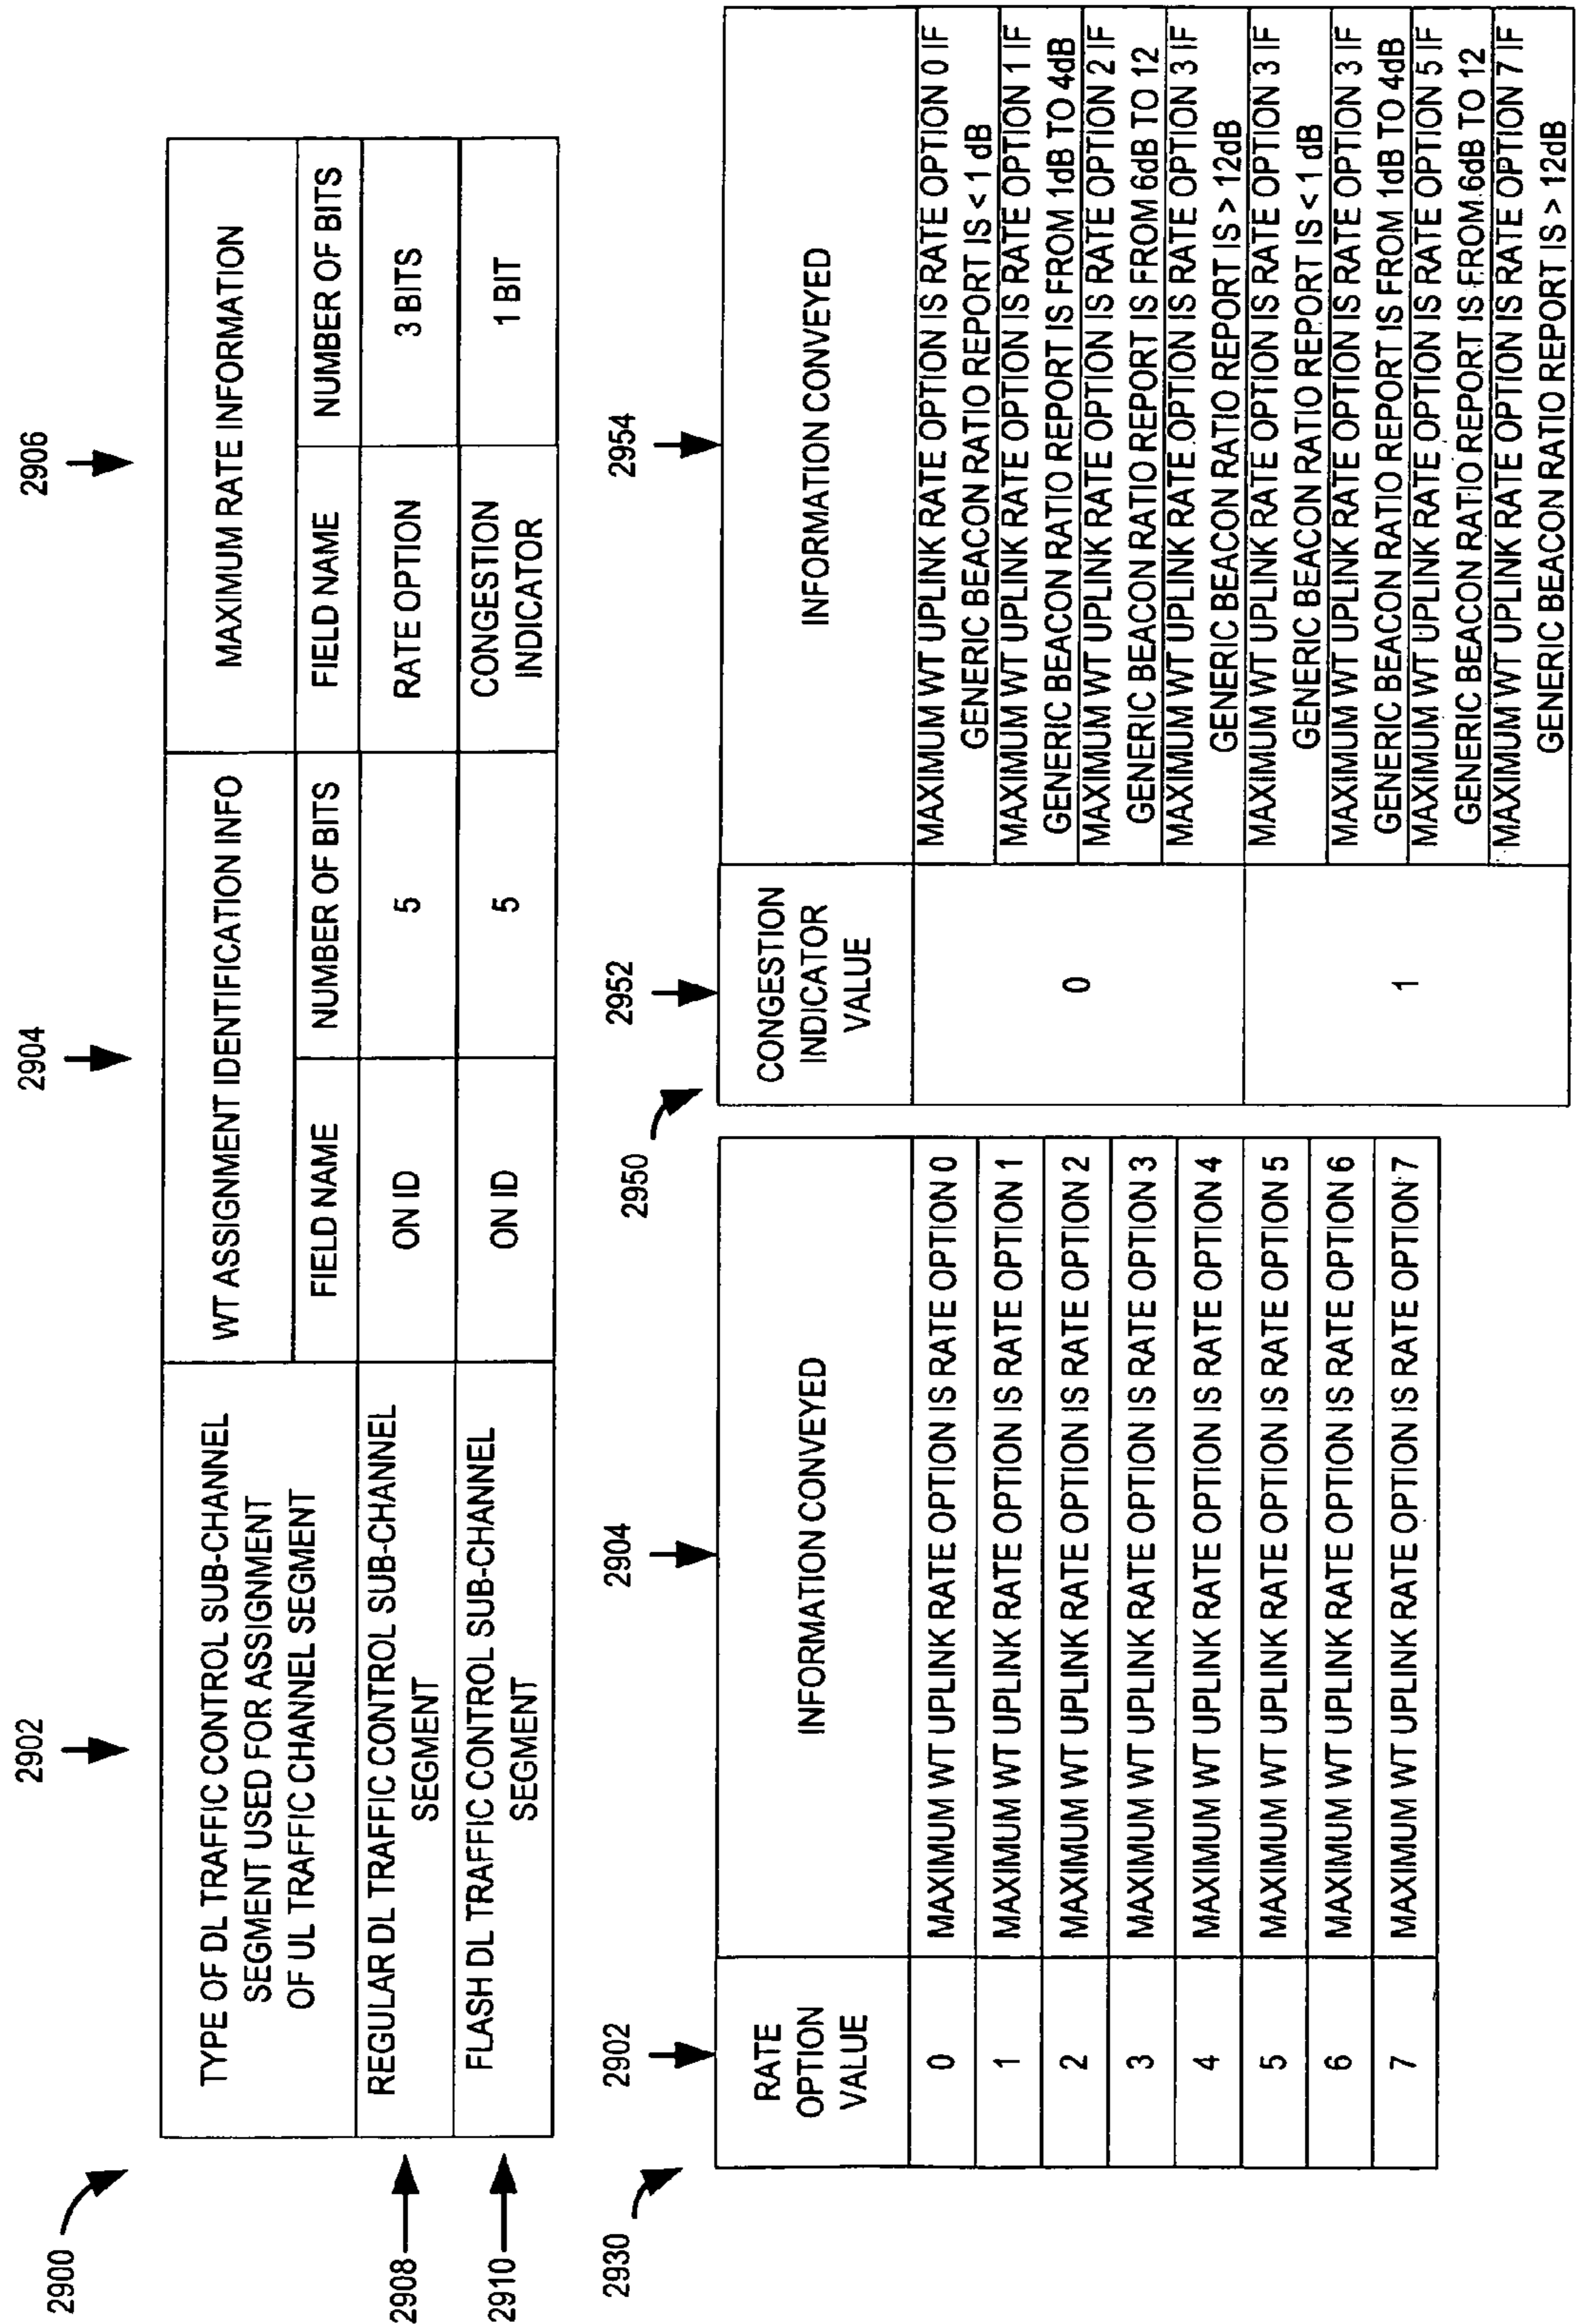 2900
2902
2904
2906
TYPE OF DL TRAFFIC CONTROL SUB-CHANNEL
SEGMENT USED FOR ASSIGNMENT
OF UL TRAFFIC CHANNEL SEGMENT
WT ASSIGNMENT IDENTIFICATION INFO
MAXIMUM RATE INFORMATION
FIELD NAME
NUMBER OF BITS
FIELD NAME
NUMBER OF BITS
2908
REGULAR DL TRAFFIC CONTROL SUB-CHANNEL
SEGMENT
ON ID
5
RATE OPTION
3 BITS
2910
FLASH DL TRAFFIC CONTROL SUB-CHANNEL
SEGMENT
ON ID
5
CONGESTION
INDICATOR
1 BIT
2930
2902
2904
RATE
OPTION
VALUE
INFORMATION CONVEYED
0
MAXIMUM WT UPLINK RATE OPTION IS RATE OPTION 0
1
MAXIMUM WT UPLINK RATE OPTION IS RATE OPTION 1
2
MAXIMUM WT UPLINK RATE OPTION IS RATE OPTION 2
3
MAXIMUM WT UPLINK RATE OPTION IS RATE OPTION 3
4
MAXIMUM WT UPLINK RATE OPTION IS RATE OPTION 4
5
MAXIMUM WT UPLINK RATE OPTION IS RATE OPTION 5
6
MAXIMUM WT UPLINK RATE OPTION IS RATE OPTION 6
7
MAXIMUM WT UPLINK RATE OPTION IS RATE OPTION 7
2950
2952
2954
CONGESTION
INDICATOR
VALUE
INFORMATION CONVEYED
0
MAXIMUM WT UPLINK RATE OPTION IS RATE OPTION 0 IF
GENERIC BEACON RATIO REPORT IS < 1 dB
MAXIMUM WT UPLINK RATE OPTION IS RATE OPTION 1 IF
GENERIC BEACON RATIO REPORT IS FROM 1dB TO 4dB
MAXIMUM WT UPLINK RATE OPTION IS RATE OPTION 2 IF
GENERIC BEACON RATIO REPORT IS FROM 6dB TO 12
MAXIMUM WT UPLINK RATE OPTION IS RATE OPTION 3 IF
GENERIC BEACON RATIO REPORT IS > 12dB
1
MAXIMUM WT UPLINK RATE OPTION IS RATE OPTION 3 IF
GENERIC BEACON RATIO REPORT IS < 1 dB
MAXIMUM WT UPLINK RATE OPTION IS RATE OPTION 3 IF
GENERIC BEACON RATIO REPORT IS FROM 1dB TO 4dB
MAXIMUM WT UPLINK RATE OPTION IS RATE OPTION 5 IF
GENERIC BEACON RATIO REPORT IS FROM 6dB TO 12
MAXIMUM WT UPLINK RATE OPTION IS RATE OPTION 7 IF
GENERIC BEACON RATIO REPORT IS > 12dB